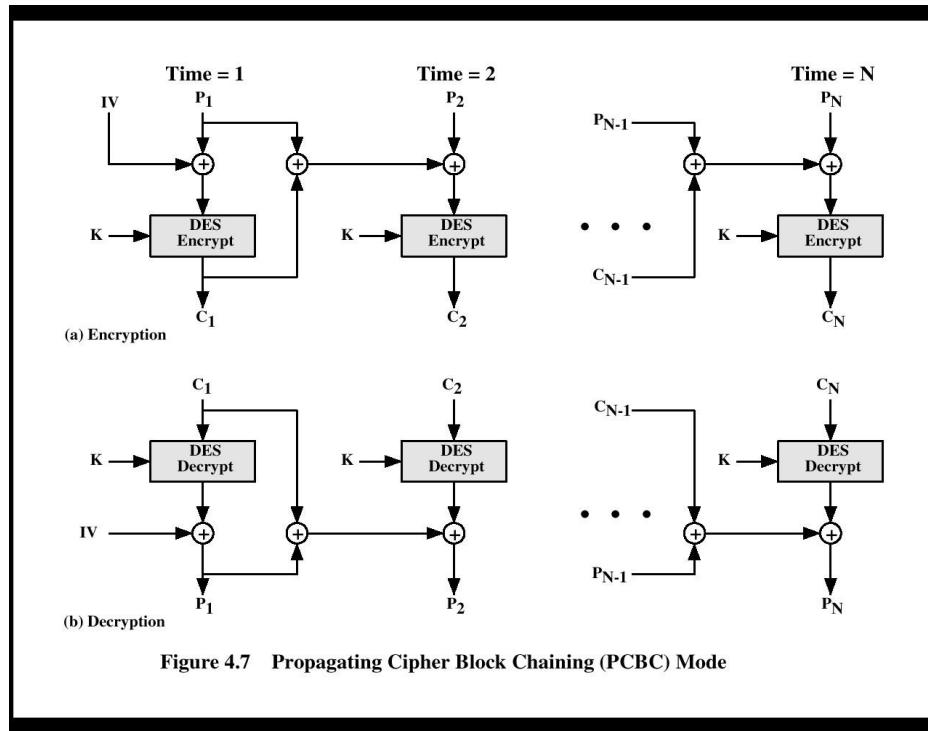 Time = 1 Time = 2 Time = N
IV P1 P2 PN
PN-1
+ + + + +
K DES Encrypt K DES Encrypt • • • K DES Encrypt
CN-1
C1 C2 CN
(a) Encryption
C1 C2 CN
CN-1
K DES Decrypt K DES Decrypt K DES Decrypt
• • •
IV + + + + +
PN-1
P1 P2 PN
(b) Decryption
Figure 4.7 Propagating Cipher Block Chaining (PCBC) Mode